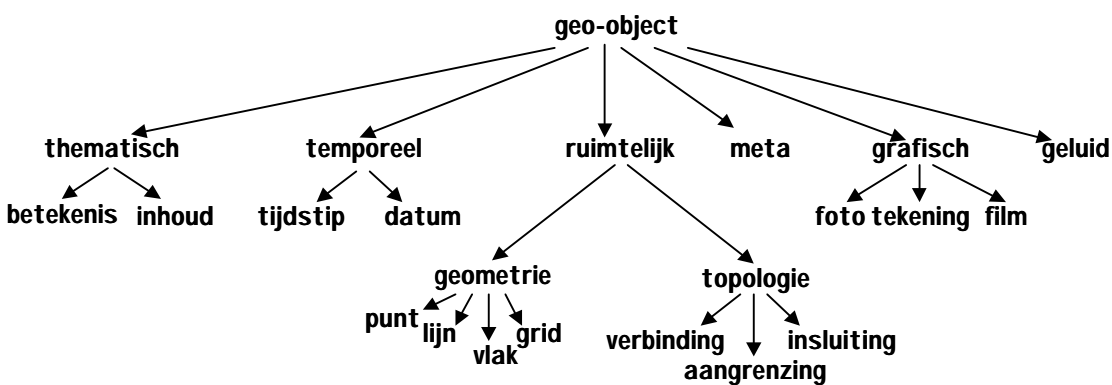 geo-object
thematisch temporeel ruimtelijk meta grafisch geluid
betekenis inhoud tijdstip datum foto tekening film
geometrie topologie
punt lijn vlak grid verbinding aangrenzing insluiting